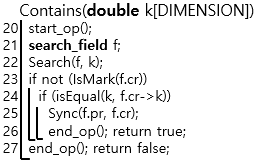 Contains(double k[DIMENSION])
20 start_op();
21 search_field f;
22 Search(f, k);
23 if not (IsMark(f.cr))
24 if (isEqual(k, f.cr->k))
25 Sync(f.pr, f.cr);
26 end_op(); return true;
27 end_op(); return false;